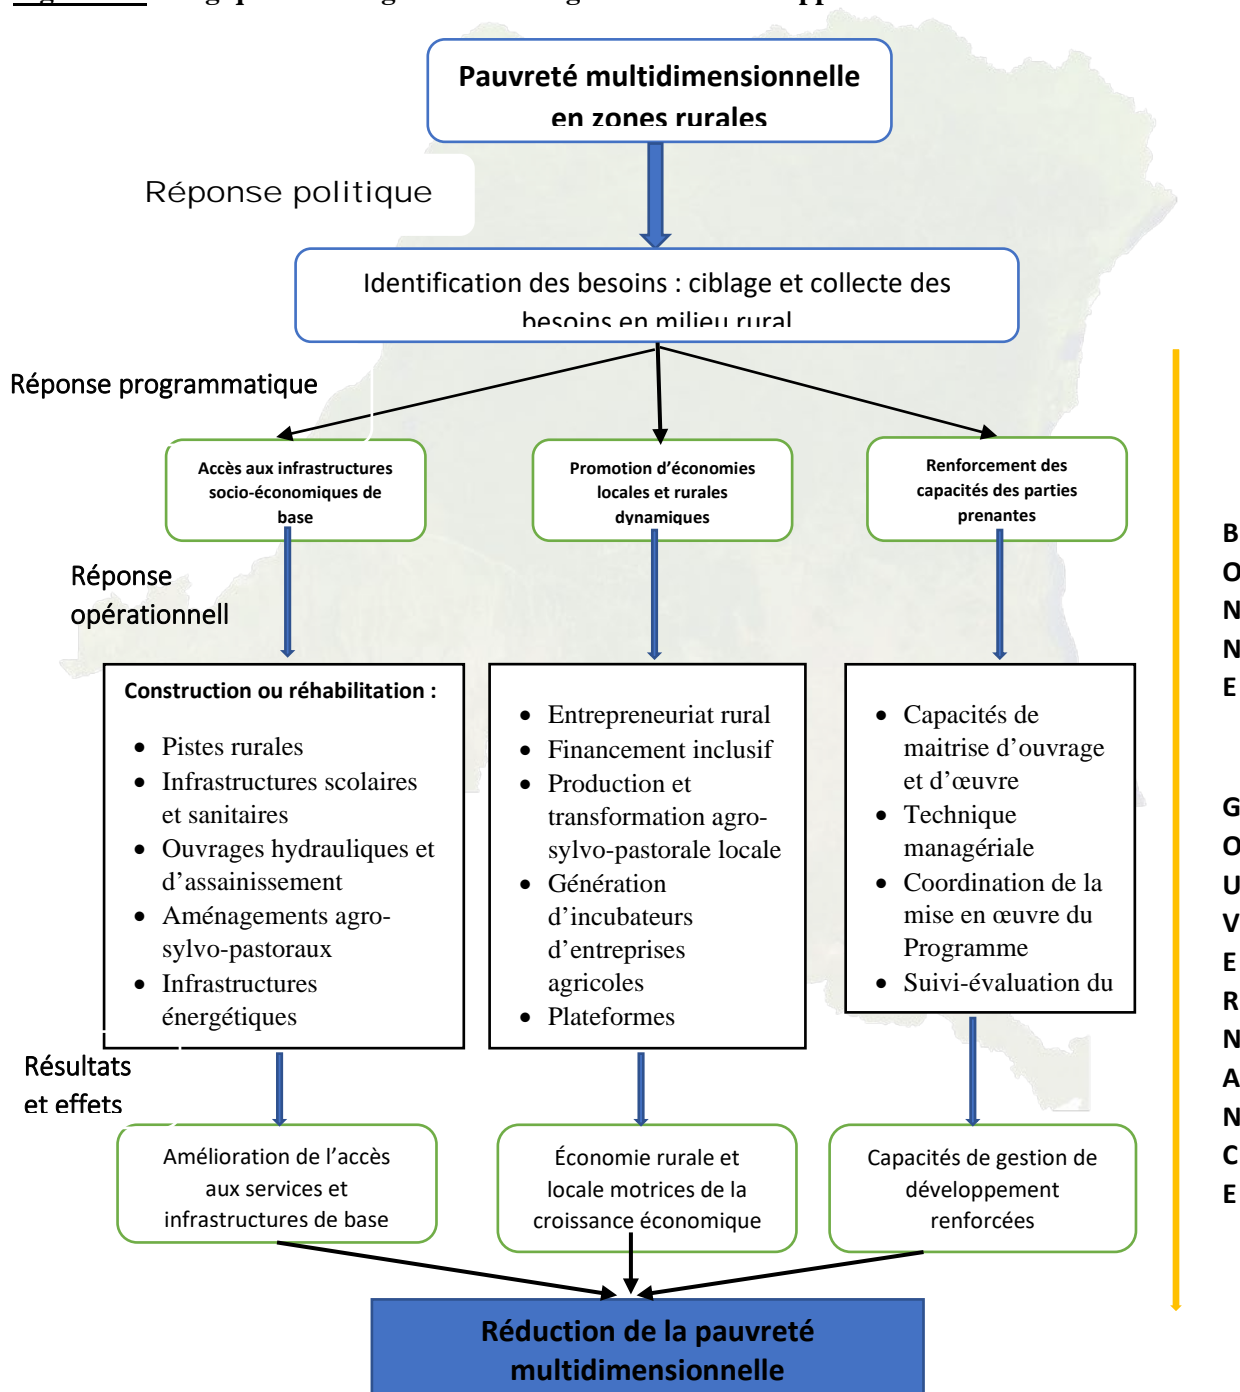 Pauvreté multidimensionnelle
en zones rurales
Réponse politique
Identification des besoins : ciblage et collecte des
besoins en milieu rural
Réponse programmatique
Accès aux infrastructures
socio-économiques de
base
Promotion d’économies
locales et rurales
dynamiques
Renforcement des
capacités des parties
prenantes
Réponse
opérationnell
Construction ou réhabilitation :
• Pistes rurales
• Infrastructures scolaires
et sanitaires
• Ouvrages hydrauliques et
d’assainissement
• Aménagements agro-
sylvo-pastoraux
• Infrastructures
énergétiques
• Entrepreneuriat rural
• Financement inclusif
• Production et
transformation agro-
sylvo-pastorale locale
• Génération
d’incubateurs
d’entreprises
agricoles
• Plateformes
• Capacités de
maitrise d’ouvrage
et d’œuvre
• Technique
managériale
• Coordination de la
mise en œuvre du
Programme
• Suivi-évaluation du
Résultats
et effets
Amélioration de l’accès
aux services et
infrastructures de base
Économie rurale et
locale motrices de la
croissance économique
Capacités de gestion de
développement
renforcées
Réduction de la pauvreté
multidimensionnelle
B
O
N
N
E
G
O
U
V
E
R
N
A
N
C
E